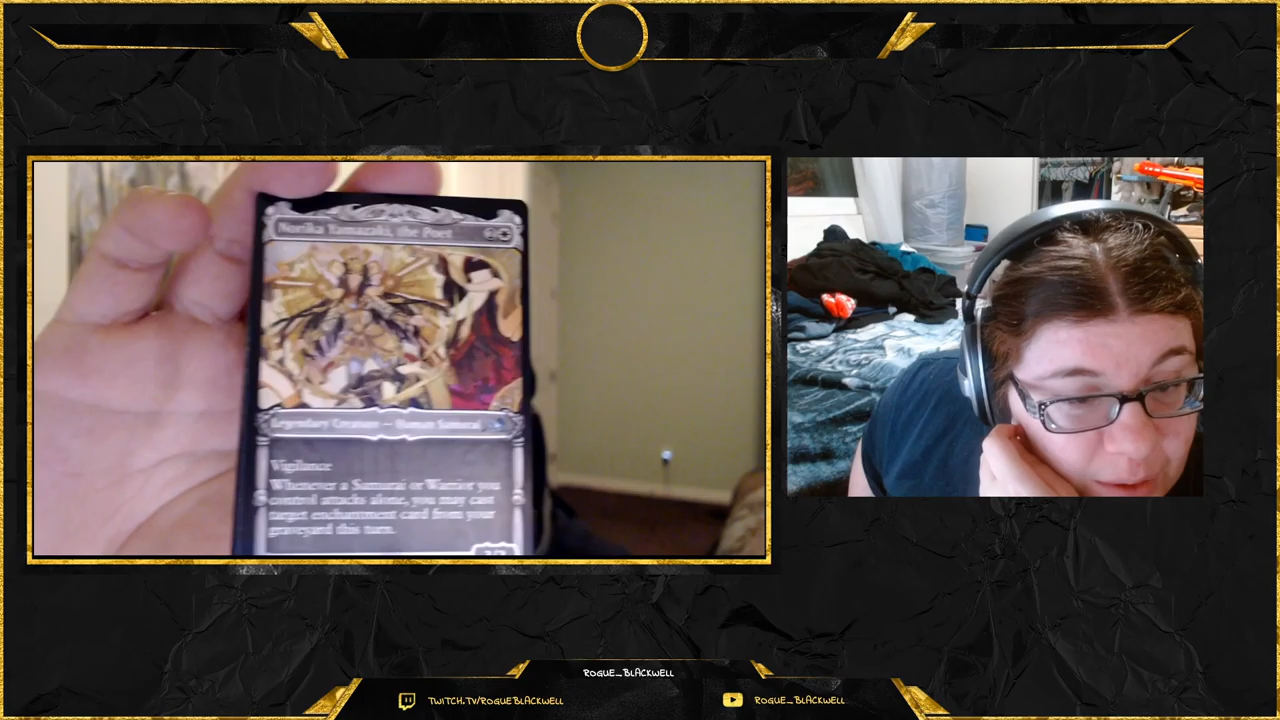 Norika Yamazaki, the Poet
Legendary Creature — Human Samurai
Vigilance
Whenever a Samurai or Warrior you
control attacks alone, you may cast
target enchantment card from your
graveyard this turn.
ROGUE_BLACKWELL
TWITCH.TV/ROGUEBLACKWELL
ROGUE_BLACKWELL